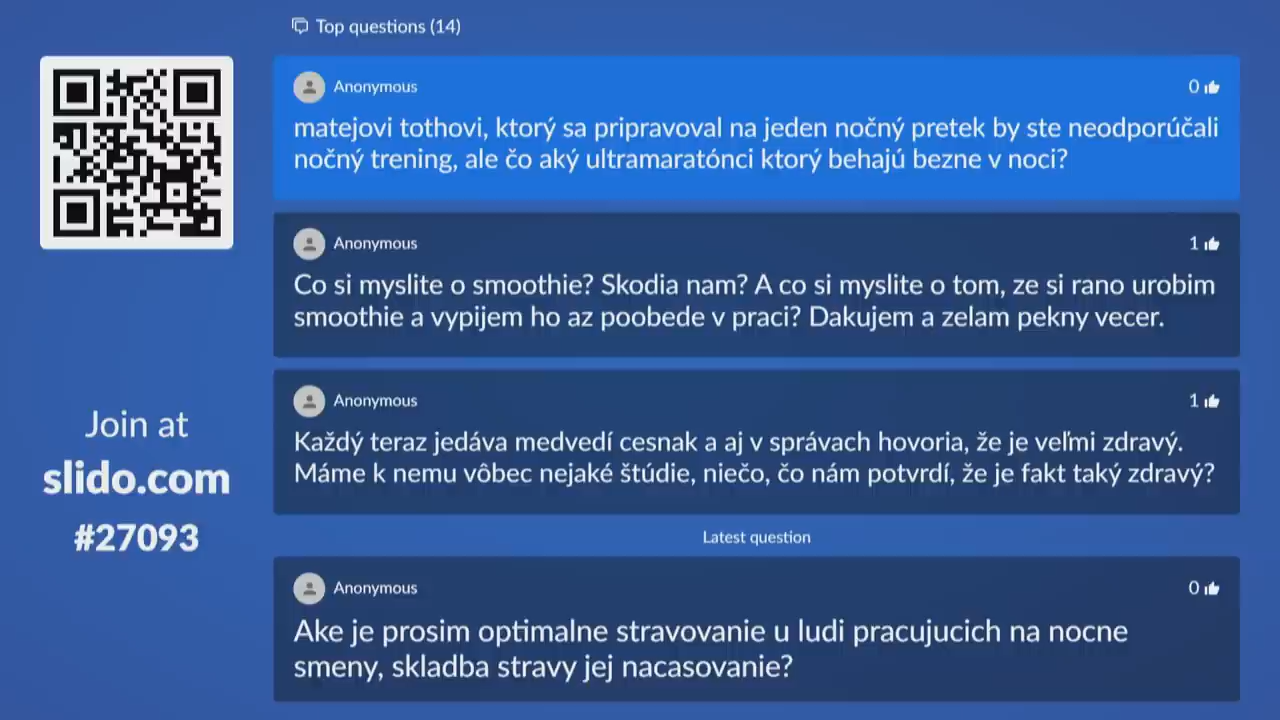 Top questions (14)
Anonymous
0
matejovi tothovi, ktorý sa pripravoval na jeden nočný pretek by ste neodporúčali
nočný trening, ale čo aký ultramaratónci ktorý behajú bezne v noci?
Anonymous
1
Co si myslite o smoothie? Skodia nam? A co si myslite o tom, ze si rano urobim
smoothie a vypijem ho az poobede v praci? Dakujem a zelam pekny vecer.
Anonymous
1
Každý teraz jedáva medvedí cesnak a aj v správach hovoria, že je veľmi zdravý.
Máme k nemu vôbec nejaké štúdie, niečo, čo nám potvrdí, že je fakt taký zdravý?
Latest question
Anonymous
0
Ake je prosim optimalne stravovanie u ludi pracujucich na nocne
smeny, skladba stravy jej nacasovanie?
Join at
slido.com
#27093